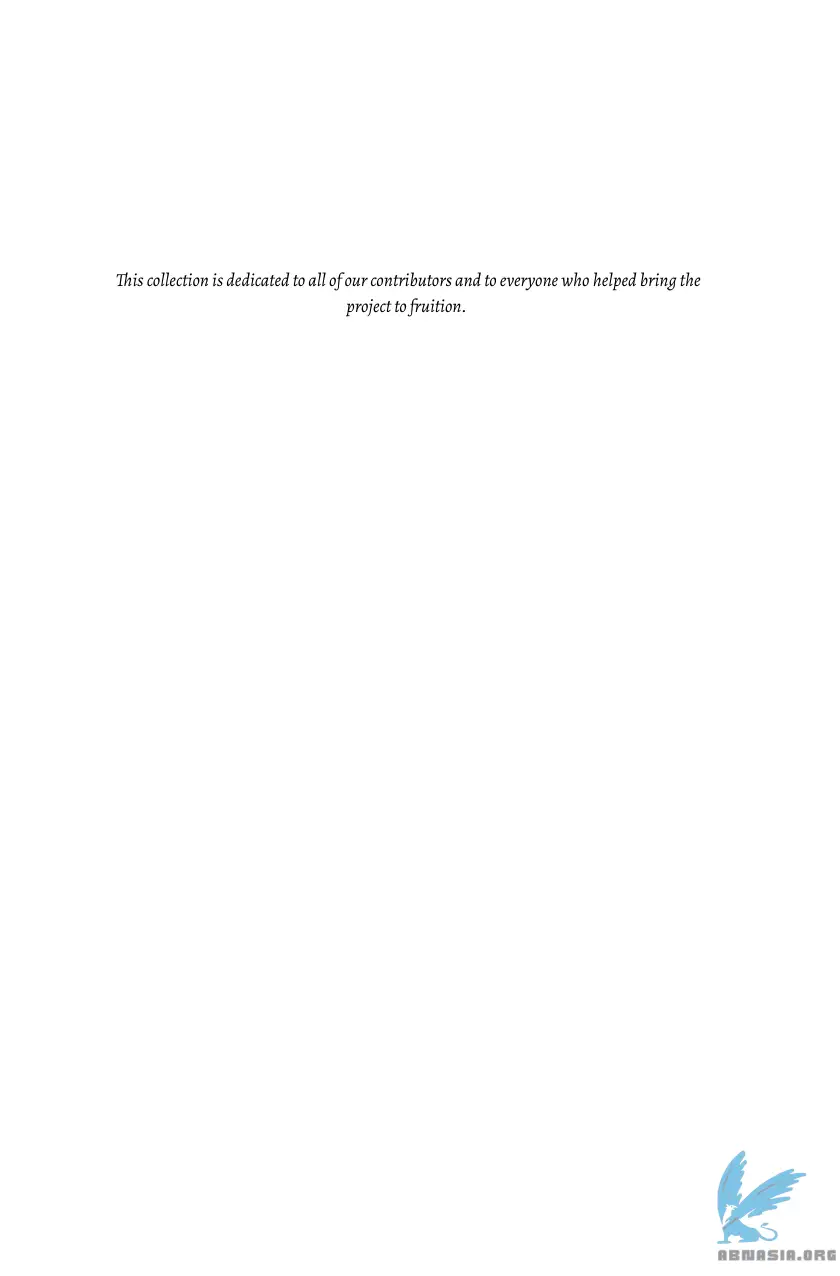 This collection is dedicated to all of our contributors and to everyone who helped bring the
project to fruition.
ABNASIA.ORG